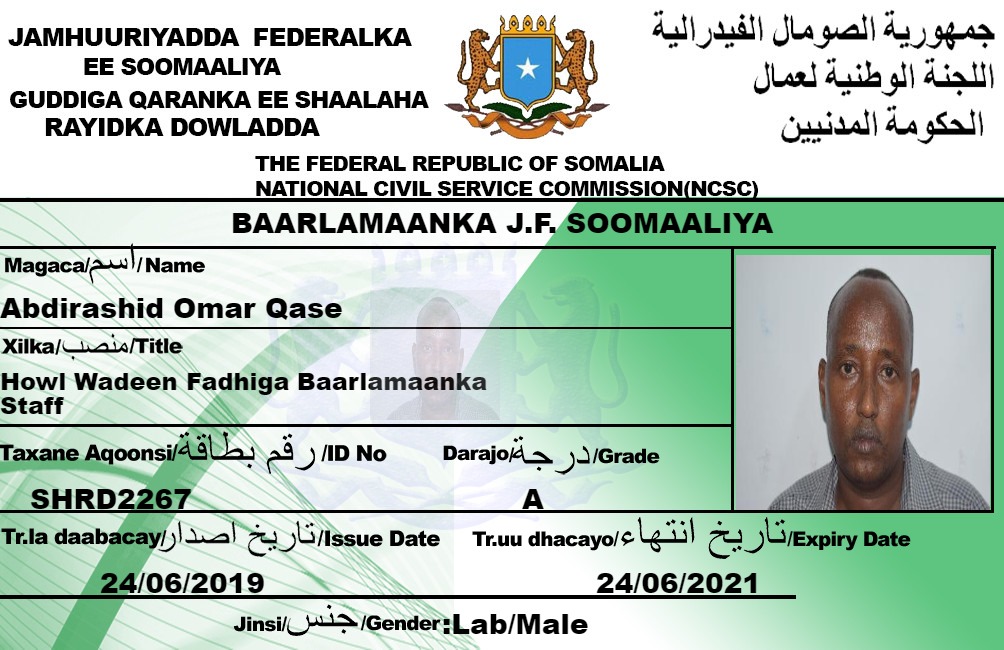 JAMHUURIYADDA FEDERALKA
EE SOOMAALIYA
GUDDIGA QARANKA EE SHAALAHA
RAYIDKA DOWLADDA
جمهورية الصومال الفيدرالية
اللجنة الوطنية لعمال
الحكومة المدنيين
THE FEDERAL REPUBLIC OF SOMALIA
NATIONAL CIVIL SERVICE COMMISSION(NCSC)
BAARLAMAANKA J.F. SOOMAALIYA
Magaca/اسم/Name
Abdirashid Omar Qase
Xilka/منصب/Title
Howl Wadeen Fadhiga Baarlamaanka
Staff
Taxane Aqoonsi/رقم بطاقة/ID No
Darajo/درجة/Grade
SHRD2267
A
Tr.la daabacay/تاريخ اصدار/Issue Date
Tr.uu dhacayo/تاريخ انتهاء/Expiry Date
24/06/2019
24/06/2021
Jinsi/جنس/Gender:Lab/Male